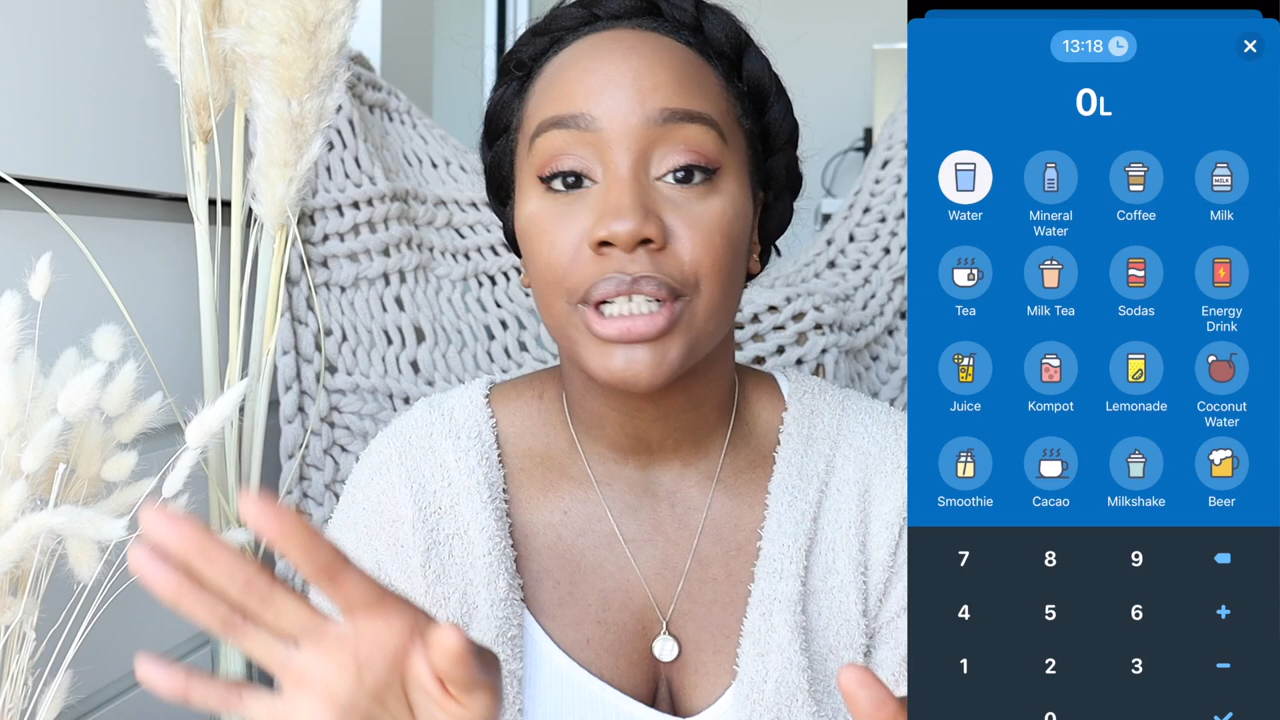 13:18
0L
Water
Mineral
Water
Coffee
Milk
MILK
Tea
Milk Tea
Sodas
Energy
Drink
Juice
Kompot
Lemonade
Coconut
Water
Smoothie
Cacao
Milkshake
Beer
7 8 9
4 5 6 +
1 2 3 −
0